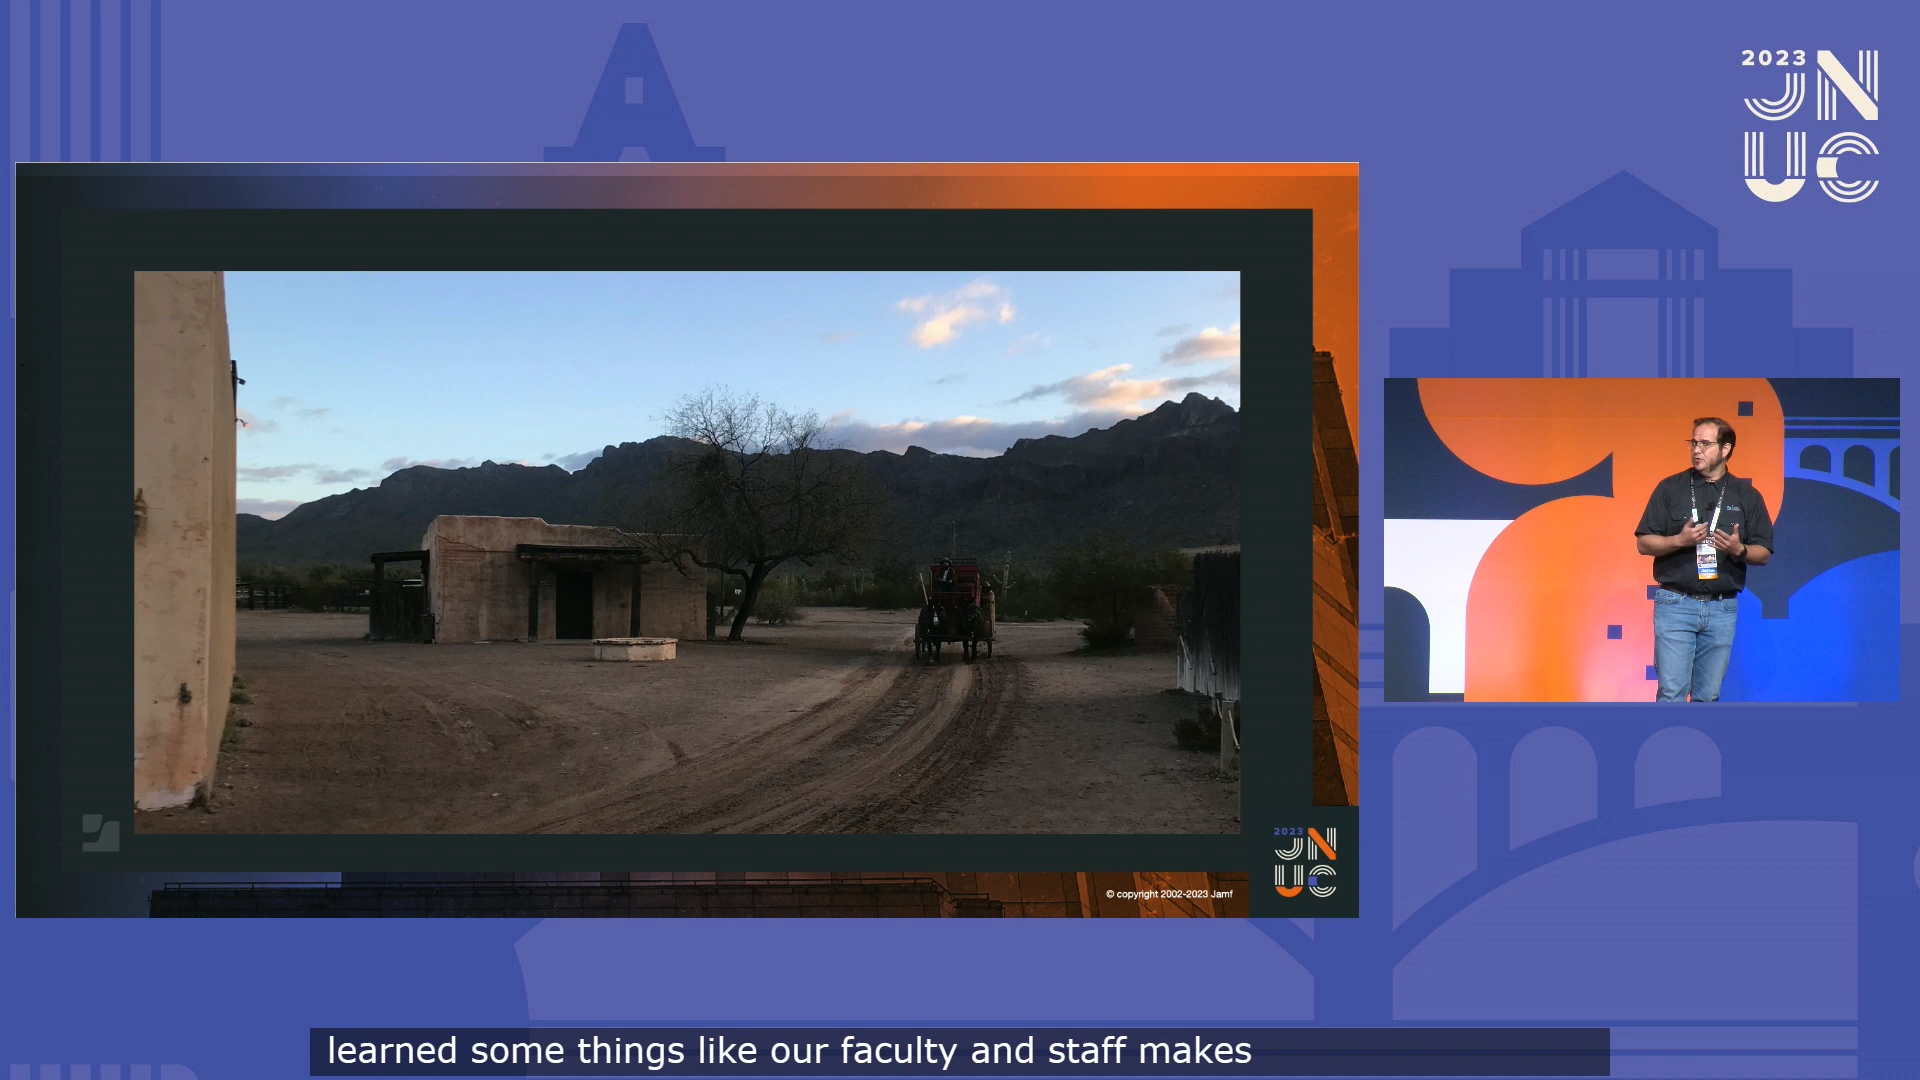 2023
JN
UC
© copyright 2002-2023 Jamf
2023
JN
UC
learned some things like our faculty and staff makes